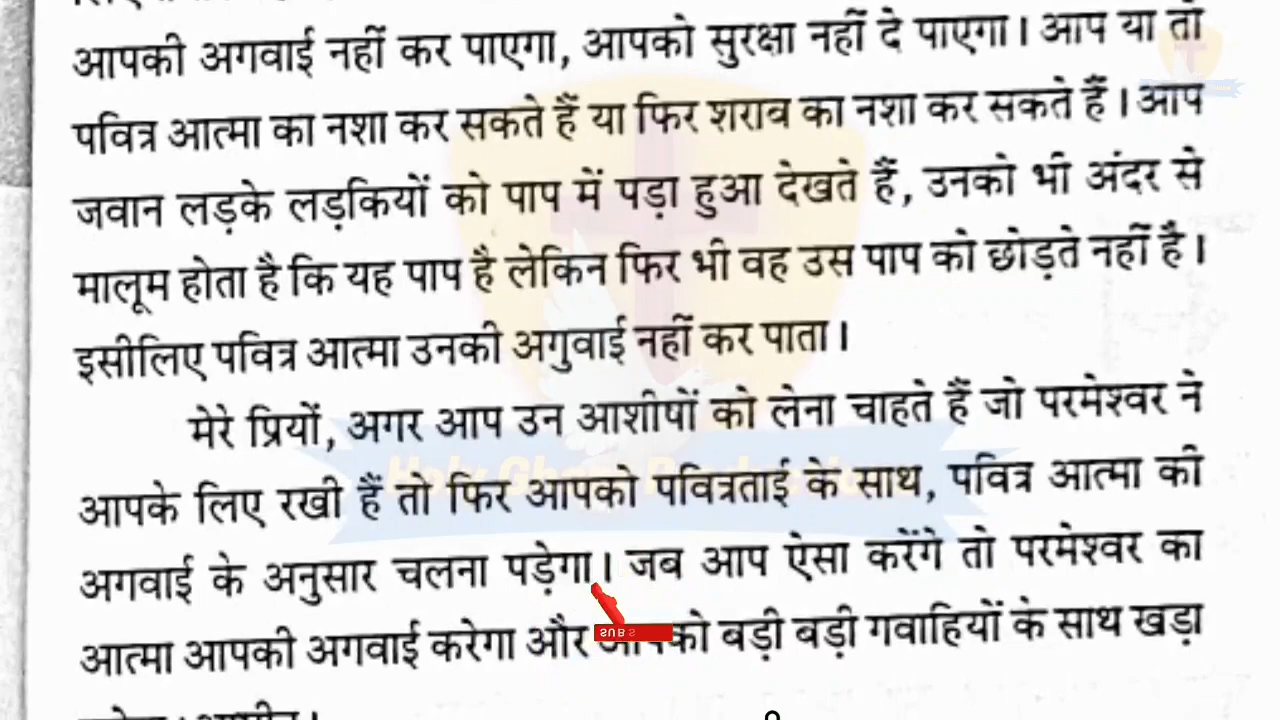 आपकी अगवाई नहीं कर पाएगा, आपको सुरक्षा नहीं दे पाएगा। आप या तो
पवित्र आत्मा का नशा कर सकते हैं या फिर शराव का नशा कर सकते हैं। आप
जवान लड़के लड़कियों को पाप में पड़ा हुआ देखते हैं, उनको भी अंदर से
मालूम होता है कि यह पाप है लेकिन फिर भी वह उस पाप को छोड़ते नहीं है।
इसीलिए पवित्र आत्मा उनकी अगुवाई नहीं कर पाता।
मेरे प्रियों, अगर आप उन आशीषों को लेना चाहते हैं जो परमेश्वर ने
आपके लिए रखी हैं तो फिर आपको पवित्रताई के साथ, पवित्र आत्मा की
अगवाई के अनुसार चलना पड़ेगा। जब आप ऐसा करेंगे तो परमेश्वर का
आत्मा आपकी अगवाई करेगा और को बड़ी बड़ी गवाहियों के साथ खड़ा